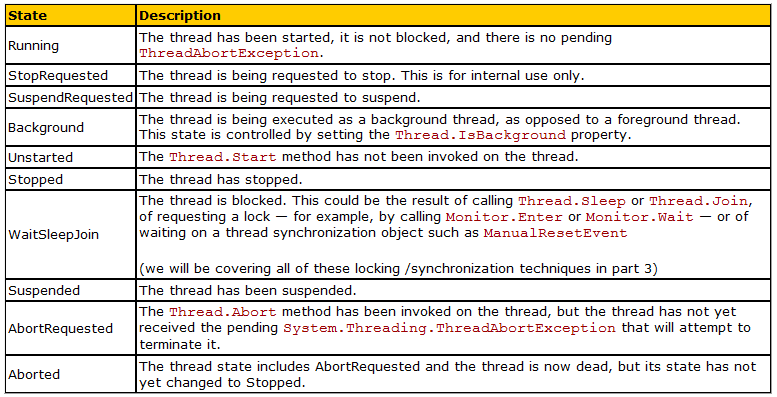 State Description
Running The thread has been started, it is not blocked, and there is no pending
ThreadAbortException.
StopRequested The thread is being requested to stop. This is for internal use only.
SuspendRequested The thread is being requested to suspend.
Background The thread is being executed as a background thread, as opposed to a foreground thread.
This state is controlled by setting the Thread.IsBackground property.
Unstarted The Thread.Start method has not been invoked on the thread.
Stopped The thread has stopped.
WaitSleepJoin The thread is blocked. This could be the result of calling Thread.Sleep or Thread.Join,
of requesting a lock — for example, by calling Monitor.Enter or Monitor.Wait — or of
waiting on a thread synchronization object such as ManualResetEvent
(we will be covering all of these locking /synchronization techniques in part 3)
Suspended The thread has been suspended.
AbortRequested The Thread.Abort method has been invoked on the thread, but the thread has not yet
received the pending System.Threading.ThreadAbortException that will attempt to
terminate it.
Aborted The thread state includes AbortRequested and the thread is now dead, but its state has not
yet changed to Stopped.